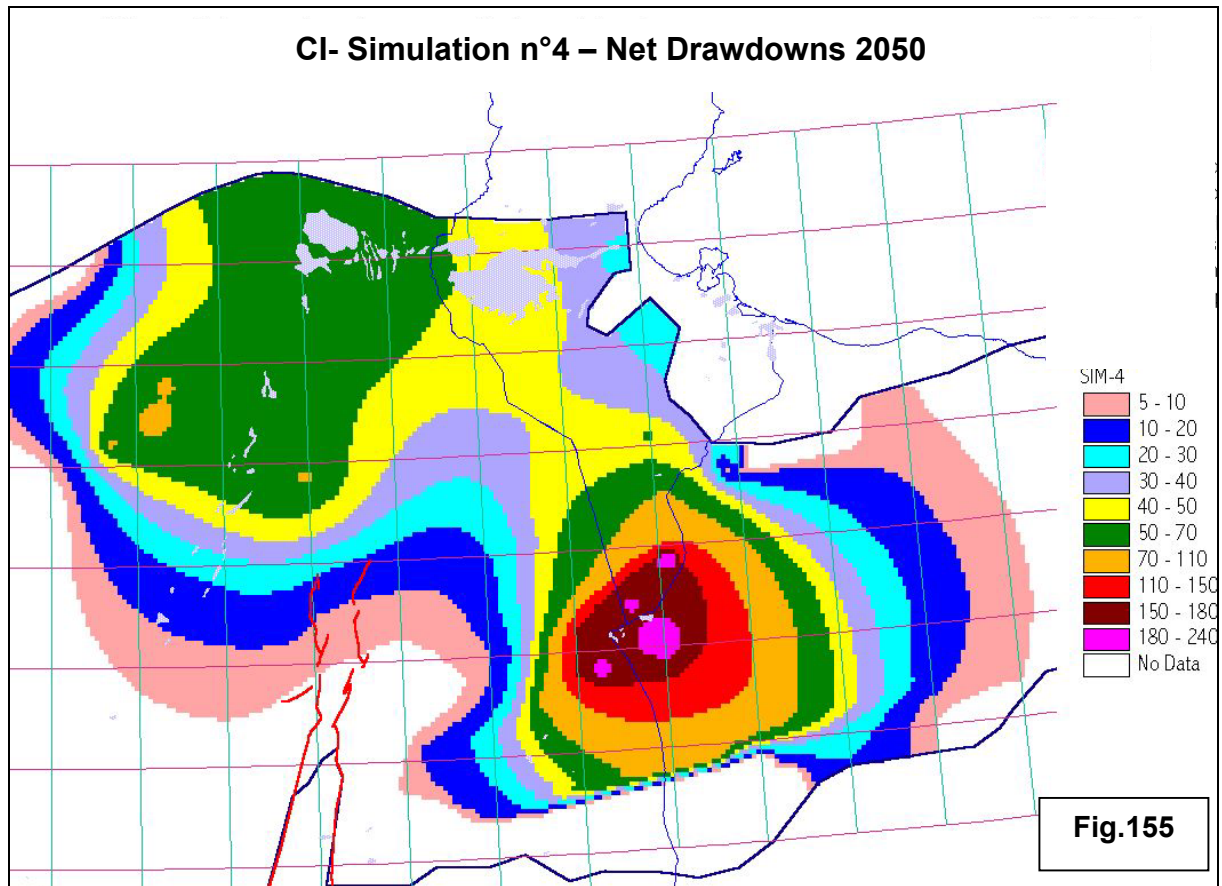 CI- Simulation n°4 – Net Drawdowns 2050
SIM-4
5 - 10
10 - 20
20 - 30
30 - 40
40 - 50
50 - 70
70 - 110
110 - 150
150 - 180
180 - 240
No Data
Fig.155